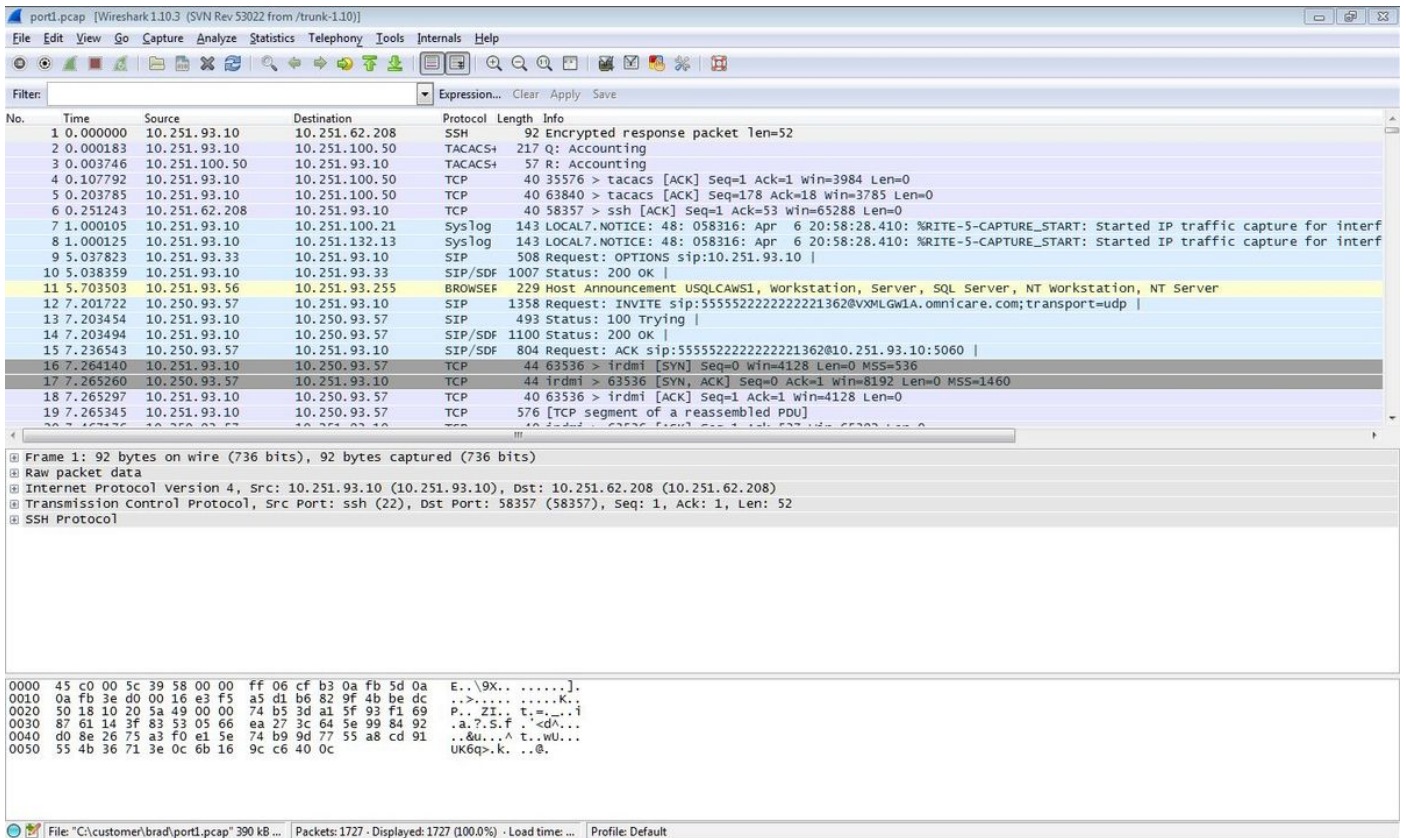 port1.pcap [Wireshark 1.10.3 (SVN Rev 53022 from /trunk-1.10)]
File Edit View Go Capture Analyze Statistics Telephony Tools Internals Help
Filter: Expression... Clear Apply Save
No. Time Source Destination Protocol Length Info
1 0.000000 10.251.93.10 10.251.62.208 SSH 92 Encrypted response packet len=52
2 0.000183 10.251.93.10 10.251.100.50 TACACS+ 217 Q: Accounting
3 0.003746 10.251.100.50 10.251.93.10 TACACS+ 57 R: Accounting
4 0.107792 10.251.93.10 10.251.100.50 TCP 40 35576 > tacacs [ACK] Seq=1 Ack=1 Win=3984 Len=0
5 0.203785 10.251.93.10 10.251.100.50 TCP 40 63840 > tacacs [ACK] Seq=178 Ack=18 Win=3785 Len=0
6 0.251243 10.251.62.208 10.251.93.10 TCP 40 58357 > ssh [ACK] Seq=1 Ack=53 Win=65288 Len=0
7 1.000105 10.251.93.10 10.251.100.21 Syslog 143 LOCAL7.NOTICE: 48: 058316: Apr 6 20:58:28.410: %RITE-5-CAPTURE_START: Started IP traffic capture for interf
8 1.000125 10.251.93.10 10.251.132.13 Syslog 143 LOCAL7.NOTICE: 48: 058316: Apr 6 20:58:28.410: %RITE-5-CAPTURE_START: Started IP traffic capture for interf
9 5.037823 10.251.93.33 10.251.93.10 SIP 508 Request: OPTIONS sip:10.251.93.10 |
10 5.038359 10.251.93.10 10.251.93.33 SIP/SDP 1007 Status: 200 OK |
11 5.703503 10.251.93.56 10.251.93.255 BROWSER 229 Host Announcement USQLCAWS1, Workstation, Server, SQL Server, NT Workstation, NT Server
12 7.201722 10.250.93.57 10.251.93.10 SIP 1358 Request: INVITE sip:5555522222222221362@VXMLGW1A.omnicare.com;transport=udp |
13 7.203454 10.251.93.10 10.250.93.57 SIP 493 Status: 100 Trying |
14 7.203494 10.251.93.10 10.250.93.57 SIP/SDP 1100 Status: 200 OK |
15 7.236543 10.250.93.57 10.251.93.10 SIP/SDP 804 Request: ACK sip:5555522222222221362@10.251.93.10:5060 |
16 7.264140 10.251.93.10 10.250.93.57 TCP 44 63536 > irdmi [SYN] Seq=0 Win=4128 Len=0 MSS=536
17 7.265260 10.250.93.57 10.251.93.10 TCP 44 irdmi > 63536 [SYN, ACK] Seq=0 Ack=1 Win=8192 Len=0 MSS=1460
18 7.265297 10.251.93.10 10.250.93.57 TCP 40 63536 > irdmi [ACK] Seq=1 Ack=1 Win=4128 Len=0
19 7.265345 10.251.93.10 10.250.93.57 TCP 576 [TCP segment of a reassembled PDU]
Frame 1: 92 bytes on wire (736 bits), 92 bytes captured (736 bits)
Raw packet data
Internet Protocol Version 4, Src: 10.251.93.10 (10.251.93.10), Dst: 10.251.62.208 (10.251.62.208)
Transmission Control Protocol, Src Port: ssh (22), Dst Port: 58357 (58357), Seq: 1, Ack: 1, Len: 52
SSH Protocol
0000 45 c0 00 5c 39 58 00 00 ff 06 cf b3 0a fb 5d 0a E..\9X.. ......].
0010 0a fb 3e d0 00 16 e3 f5 a5 d1 b6 82 9f 4b be dc ..>..... .....K..
0020 50 18 10 20 5a 49 00 00 74 b5 3d a1 5f 93 f1 69 P.. ZI.. t.=._..i
0030 87 61 14 3f 83 53 05 66 ea 27 3c 64 5e 99 84 92 .a.?.S.f .'<d^...
0040 d0 8e 26 75 a3 f0 e1 5e 74 b9 9d 77 55 a8 cd 91 ..&u...^ t..wU...
0050 55 4b 36 71 3e 0c 6b 16 9c c6 40 0c UK6q>.k. ..@.
File: "C:\customer\brad\port1.pcap" 390 kB ... Packets: 1727 · Displayed: 1727 (100.0%) · Load time: ... Profile: Default